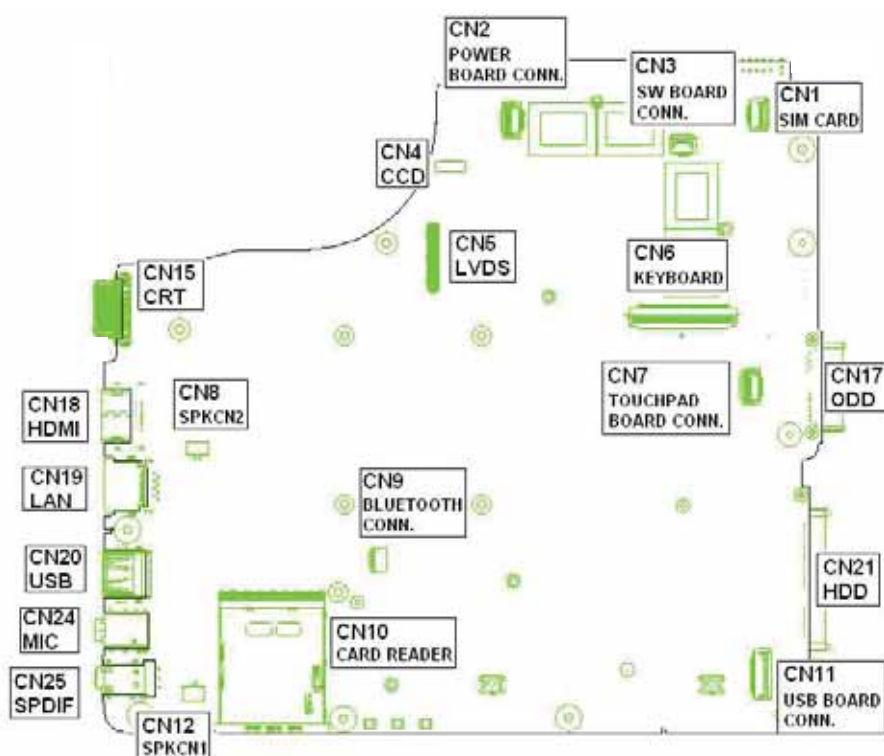 CN2
POWER
BOARD CONN.
CN3
SW BOARD
CONN.
CN1
SIM CARD
CN4
CCD
CN5
LVDS
CN6
KEYBOARD
CN15
CRT
CN7
TOUCHPAD
BOARD CONN.
CN17
ODD
CN8
SPKCN2
CN18
HDMI
CN19
LAN
CN9
BLUETOOTH
CONN.
CN20
USB
CN21
HDD
CN24
MIC
CN10
CARD READER
CN25
SPDIF
CN11
USB BOARD
CONN.
CN12
SPKCN1